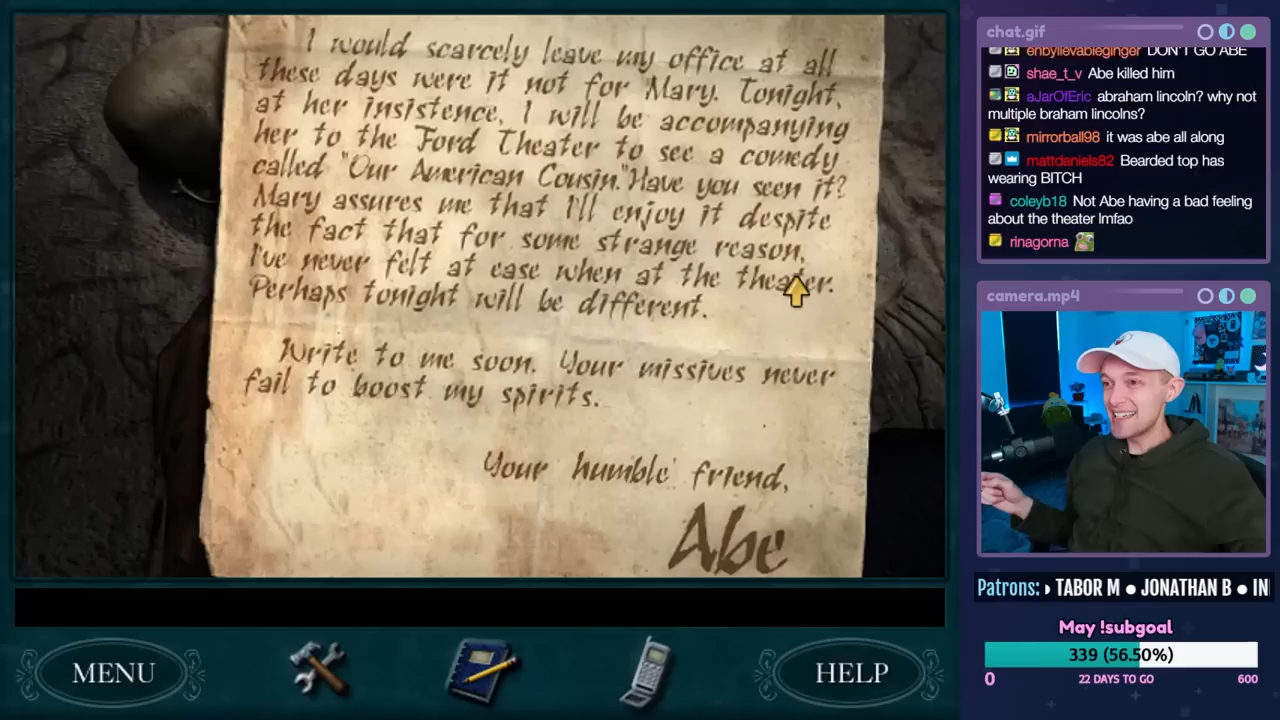 I would scarcely leave my office at all
these days were it not for Mary. Tonight,
at her insistence, I will be accompanying
her to the Ford Theater to see a comedy
called "Our American Cousin."Have you seen it?
Mary assures me that I'll enjoy it despite
the fact that for some strange reason,
I've never felt at ease when at the theater.
Perhaps tonight will be different.
Write to me soon. Your missives never
fail to boost my spirits.
Your humble friend,
Abe
MENU
HELP
chat.gif
enbylievableginger DON'T GO ABE
shae_t_v Abe killed him
aJarOfEric abraham lincoln? why not
multiple braham lincolns?
mirrorball98 it was abe all along
mattdaniels82 Bearded top has
wearing BITCH
coleyb18 Not Abe having a bad feeling
about the theater lmfao
rinagorna
camera.mp4
Patrons: TABOR M ● JONATHAN B ● IN
May !subgoal
339 (56.50%)
0 22 DAYS TO GO 600